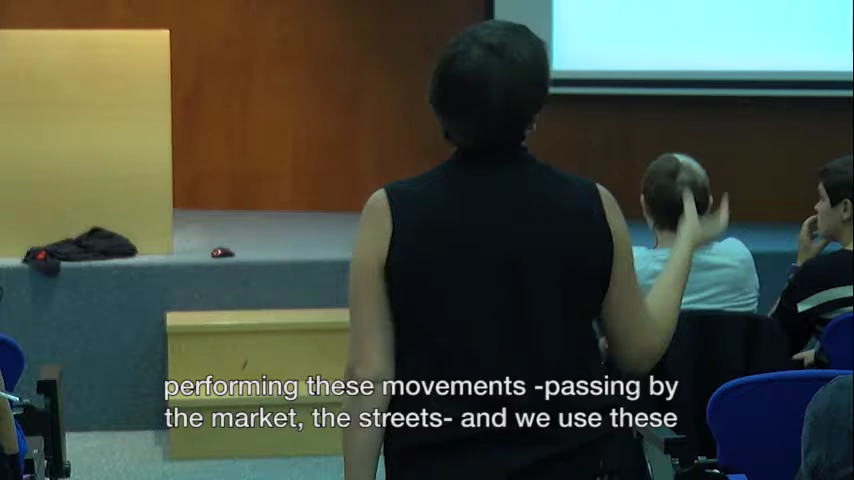 performing these movements -passing by
the market, the streets- and we use these